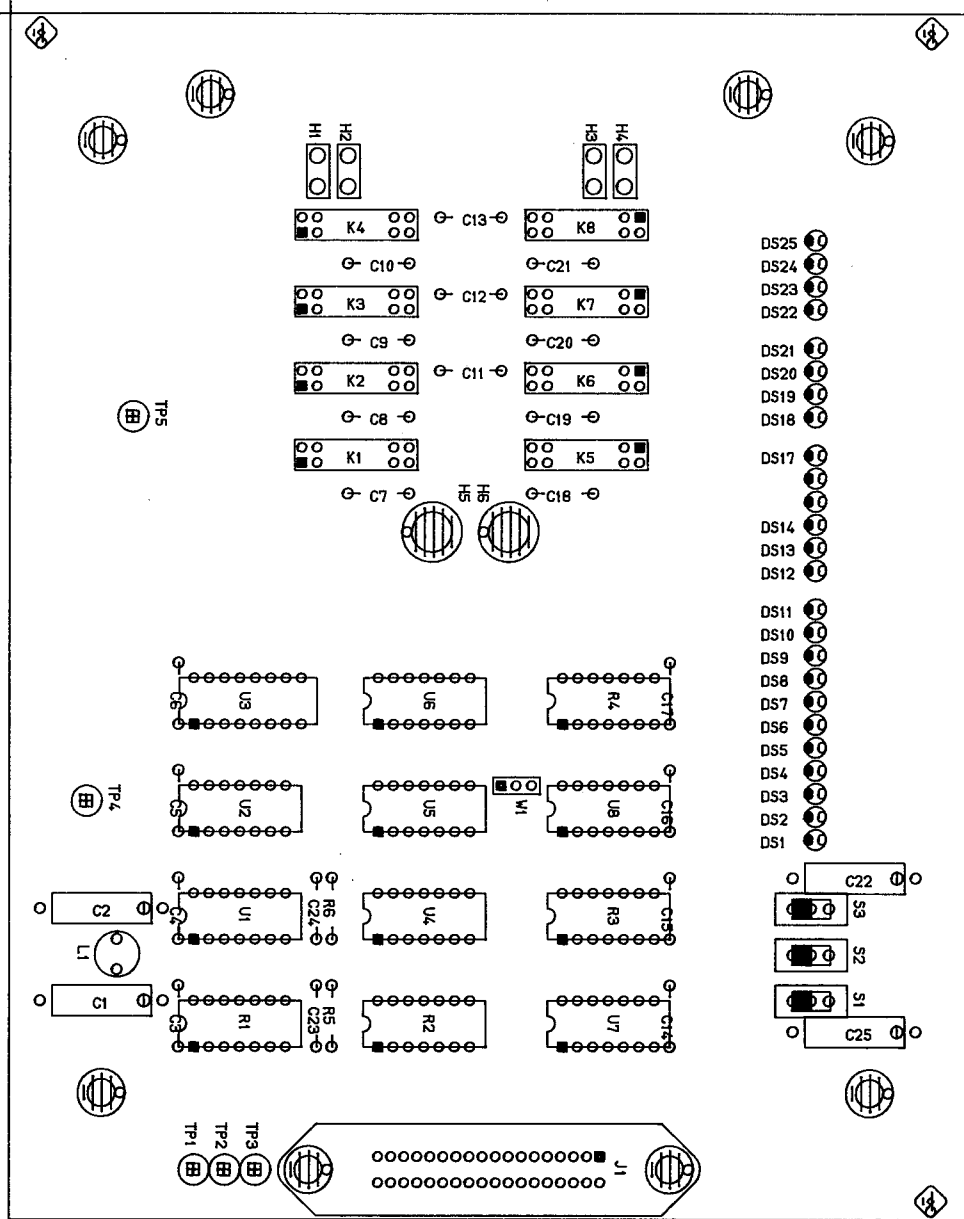 H1
H2
H3
H4
K4
C13
K8
DS25
C10
C21
DS24
K3
C12
K7
DS23
DS22
C9
C20
DS21
K2
C11
K6
DS20
DS19
TP5
C8
C19
DS18
K1
K5
DS17
C7
H5
H6
C18
DS14
DS13
DS12
DS11
DS10
DS9
C6
U3
U6
R4
C17
DS8
DS7
DS6
DS5
TP4
C5
U2
U5
W1
U8
C16
DS4
DS3
DS2
DS1
C2
C4
U1
C24
R6
U4
R3
C15
C22
S3
L1
S2
C1
C3
R1
C23
R5
R2
U7
C14
S1
C25
TP1
TP2
TP3
J1